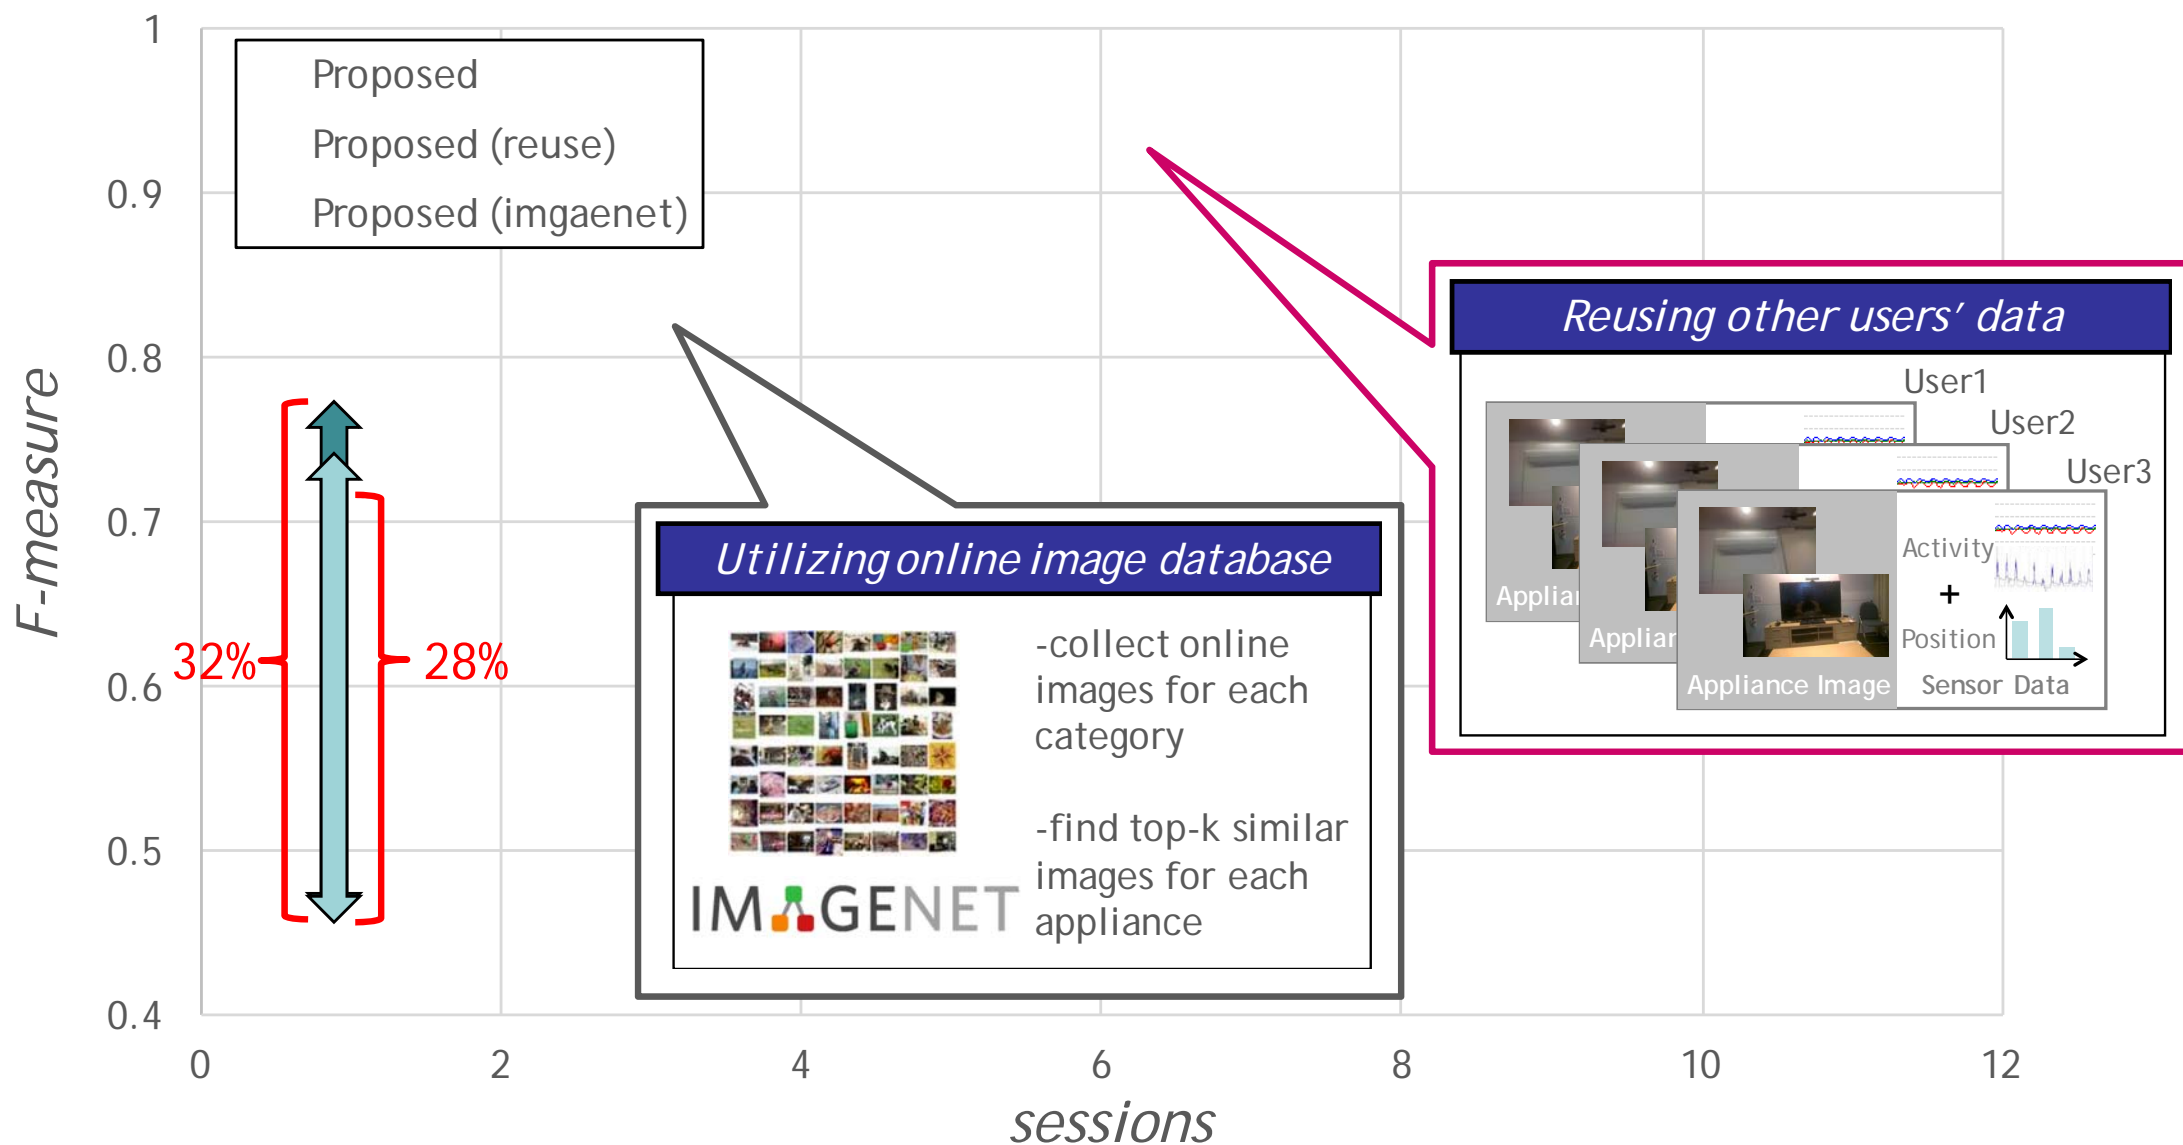 1
0.9
0.8
0.7
0.6
0.5
0.4
F-measure
0
2
4
6
8
10
12
sessions
Proposed
Proposed (reuse)
Proposed (imgaenet)
32%
28%
Utilizing online image database
-collect online
images for each
category
-find top-k similar
images for each
appliance
IMAGENET
Reusing other users' data
User1
User2
User3
Applian
Applian
Appliance Image
Activity
+
Position
Sensor Data